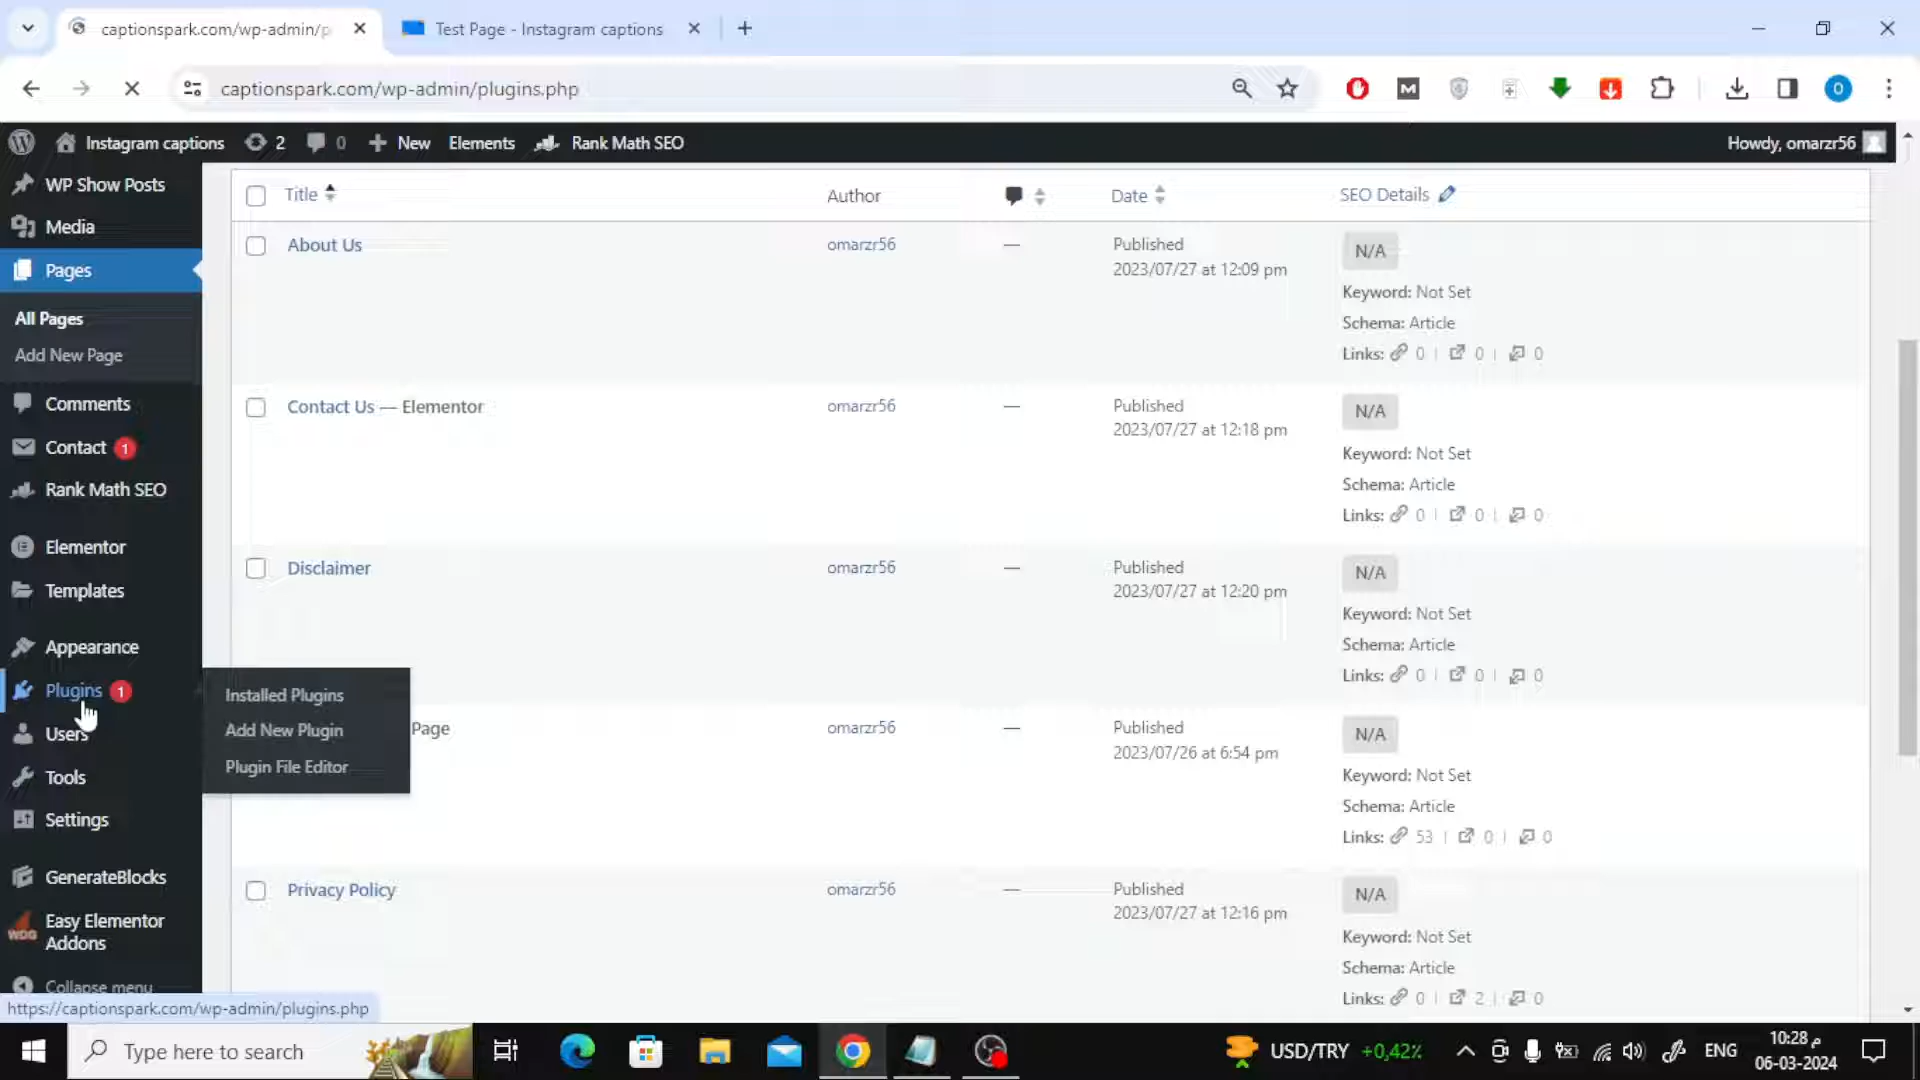 captionspark.com/wp-admin/p
Test Page - Instagram captions
captionspark.com/wp-admin/plugins.php
Instagram captions
2
0
New
Elements
Rank Math SEO
Howdy, omarzr56
WP Show Posts
Media
Pages
All Pages
Add New Page
Comments
Contact 1
Rank Math SEO
Elementor
Templates
Appearance
Plugins 1
Users
Tools
Settings
GenerateBlocks
Easy Elementor
Addons
Collapse menu
Installed Plugins
Add New Plugin
Plugin File Editor
Title
Author
Date
SEO Details
About Us
omarzr56
—
Published
2023/07/27 at 12:09 pm
N/A
Keyword: Not Set
Schema: Article
Links: 0 | 0 | 0
Contact Us — Elementor
omarzr56
—
Published
2023/07/27 at 12:18 pm
N/A
Keyword: Not Set
Schema: Article
Links: 0 | 0 | 0
Disclaimer
omarzr56
—
Published
2023/07/27 at 12:20 pm
N/A
Keyword: Not Set
Schema: Article
Links: 0 | 0 | 0
Page
omarzr56
—
Published
2023/07/26 at 6:54 pm
N/A
Keyword: Not Set
Schema: Article
Links: 53 | 0 | 0
Privacy Policy
omarzr56
—
Published
2023/07/27 at 12:16 pm
N/A
Keyword: Not Set
Schema: Article
Links: 0 | 2 | 0
https://captionspark.com/wp-admin/plugins.php
Type here to search
USD/TRY +0,42%
ENG
10:28 م
06-03-2024